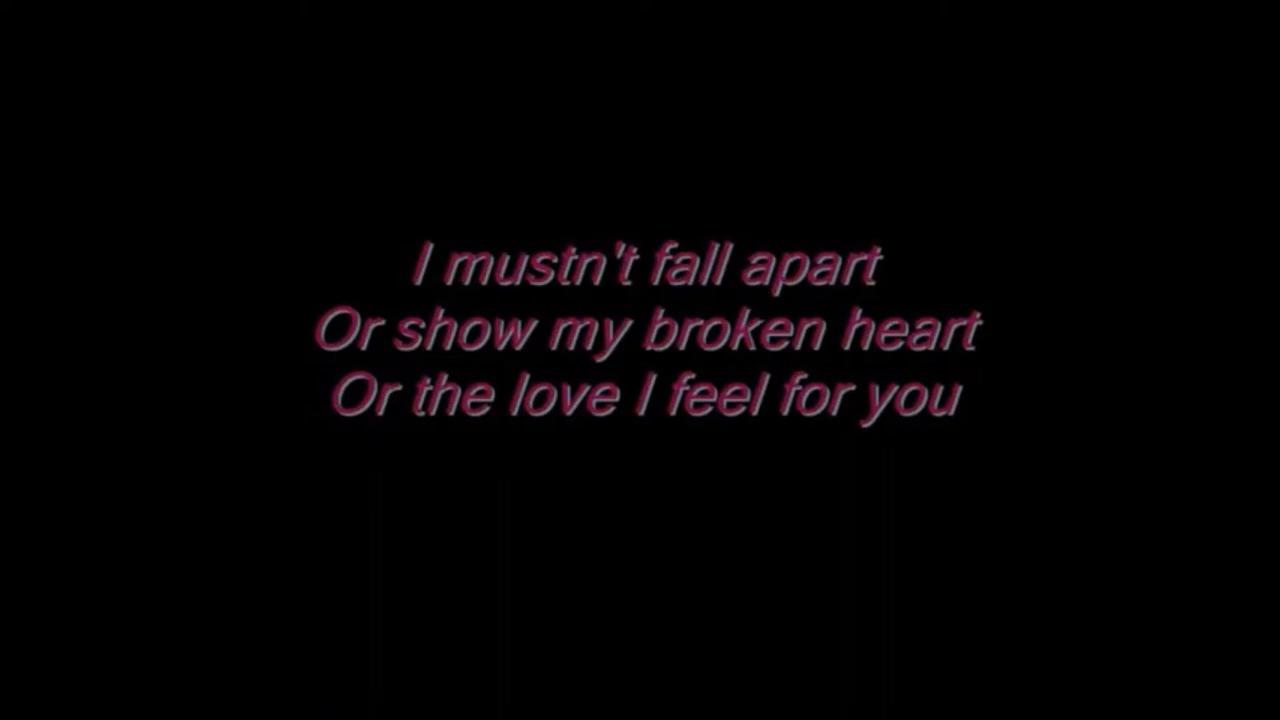 I mustn't fall apart
Or show my broken heart
Or the love I feel for you